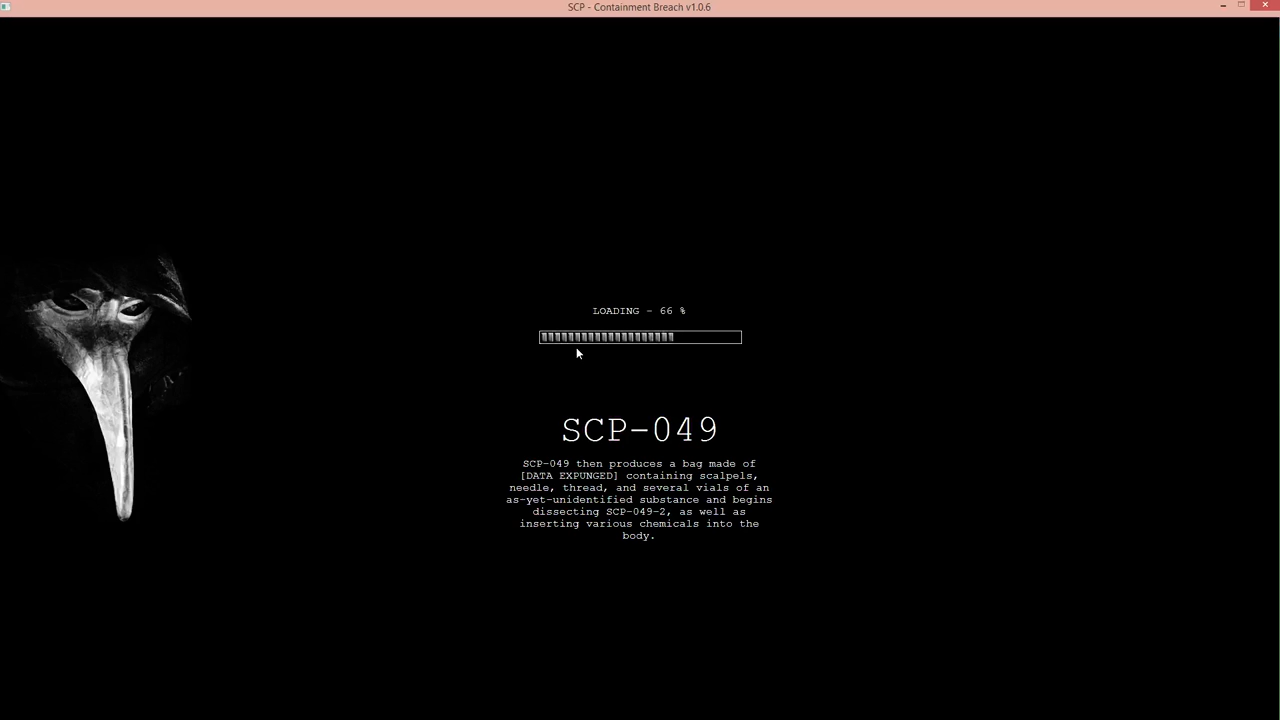 SCP - Containment Breach v1.0.6
LOADING - 66 %
SCP-049
SCP-049 then produces a bag made of
[DATA EXPUNGED] containing scalpels,
needle, thread, and several vials of an
as-yet-unidentified substance and begins
dissecting SCP-049-2, as well as
inserting various chemicals into the
body.